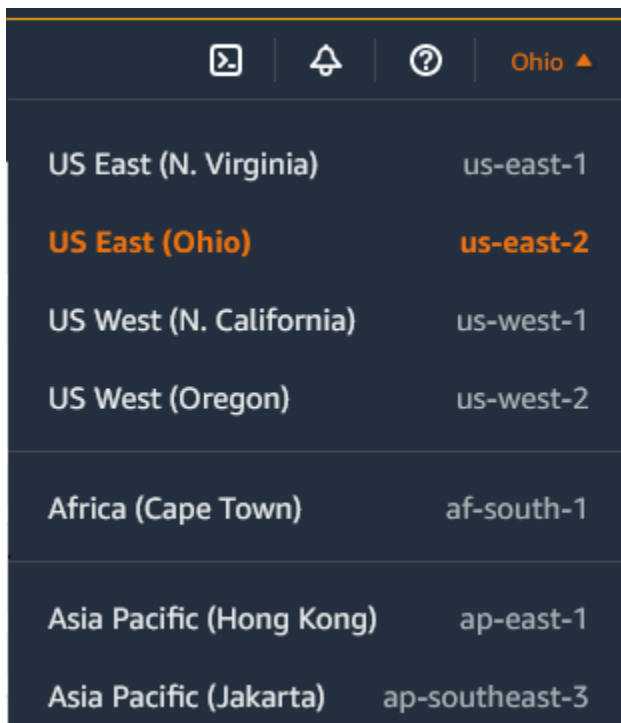 Ohio ▲
US East (N. Virginia) us-east-1
US East (Ohio) us-east-2
US West (N. California) us-west-1
US West (Oregon) us-west-2
Africa (Cape Town) af-south-1
Asia Pacific (Hong Kong) ap-east-1
Asia Pacific (Jakarta) ap-southeast-3